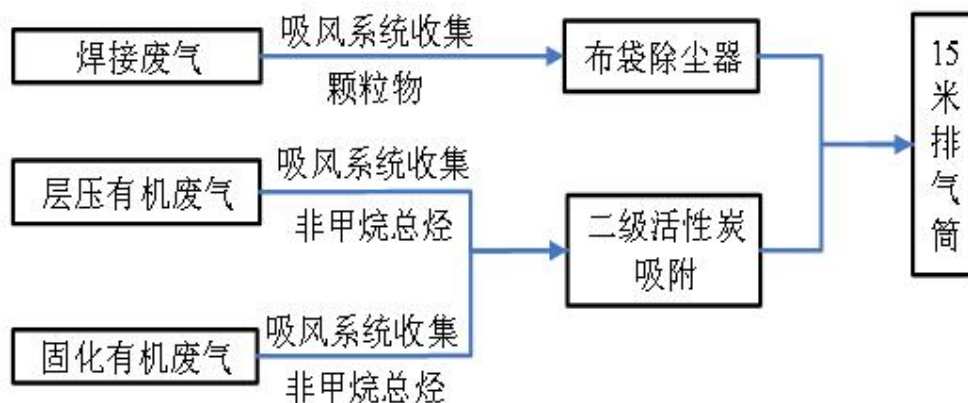 焊接废气
吸风系统收集
颗粒物
布袋除尘器
层压有机废气
吸风系统收集
非甲烷总烃
固化有机废气
吸风系统收集
非甲烷总烃
二级活性炭
吸附
15
米
排
气
筒